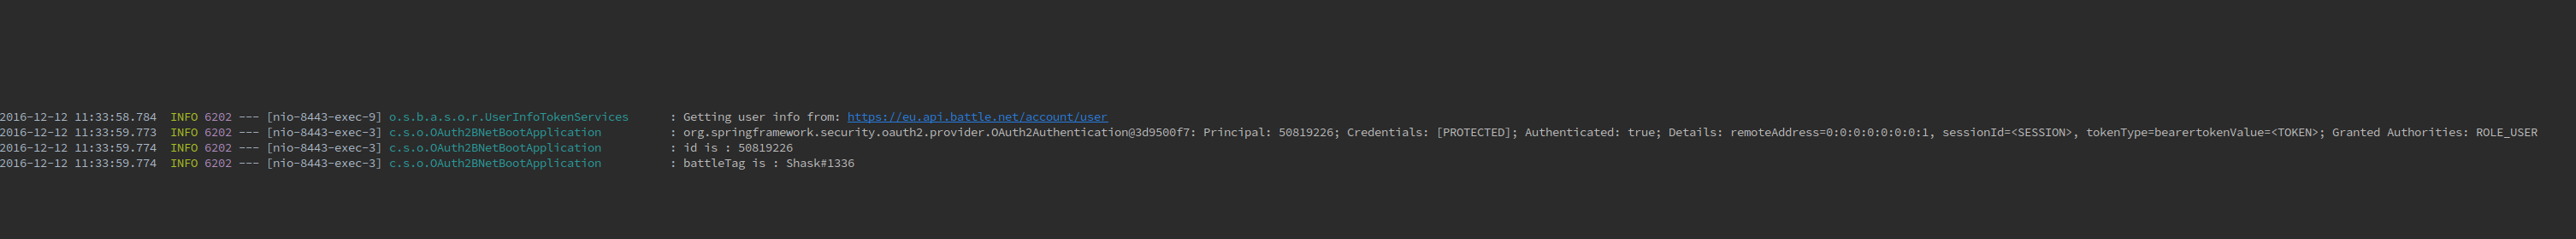 2016-12-12 11:33:58.784  INFO 6202 --- [nio-8443-exec-9] o.s.b.a.s.o.r.UserInfoTokenServices      : Getting user info from: https://eu.api.battle.net/account/user
2016-12-12 11:33:59.773  INFO 6202 --- [nio-8443-exec-3] c.s.o.OAuth2BNetBootApplication          : org.springframework.security.oauth2.provider.OAuth2Authentication@3d9500f7: Principal: 50819226; Credentials: [PROTECTED]; Authenticated: true; Details: remoteAddress=0:0:0:0:0:0:0:1, sessionId=<SESSION>, tokenType=bearertokenValue=<TOKEN>; Granted Authorities: ROLE_USER
2016-12-12 11:33:59.774  INFO 6202 --- [nio-8443-exec-3] c.s.o.OAuth2BNetBootApplication          : id is : 50819226
2016-12-12 11:33:59.774  INFO 6202 --- [nio-8443-exec-3] c.s.o.OAuth2BNetBootApplication          : battleTag is : Shask#1336